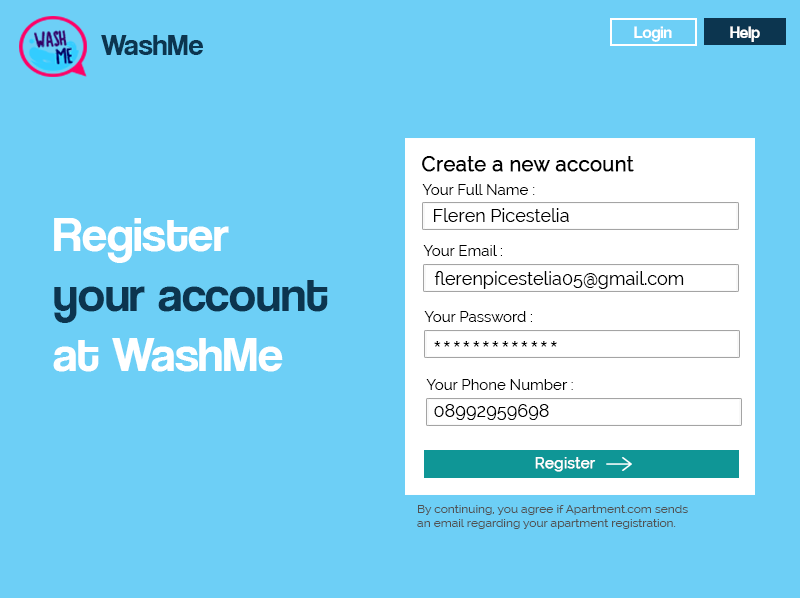 WASH
ME
WashMe
Login
Help
Register
your account
at WashMe
Create a new account
Your Full Name :
Fleren Picestelia
Your Email :
flerenpicestelia05@gmail.com
Your Password :
*************
Your Phone Number :
08992959698
Register
By continuing, you agree if Apartment.com sends
an email regarding your apartment registration.